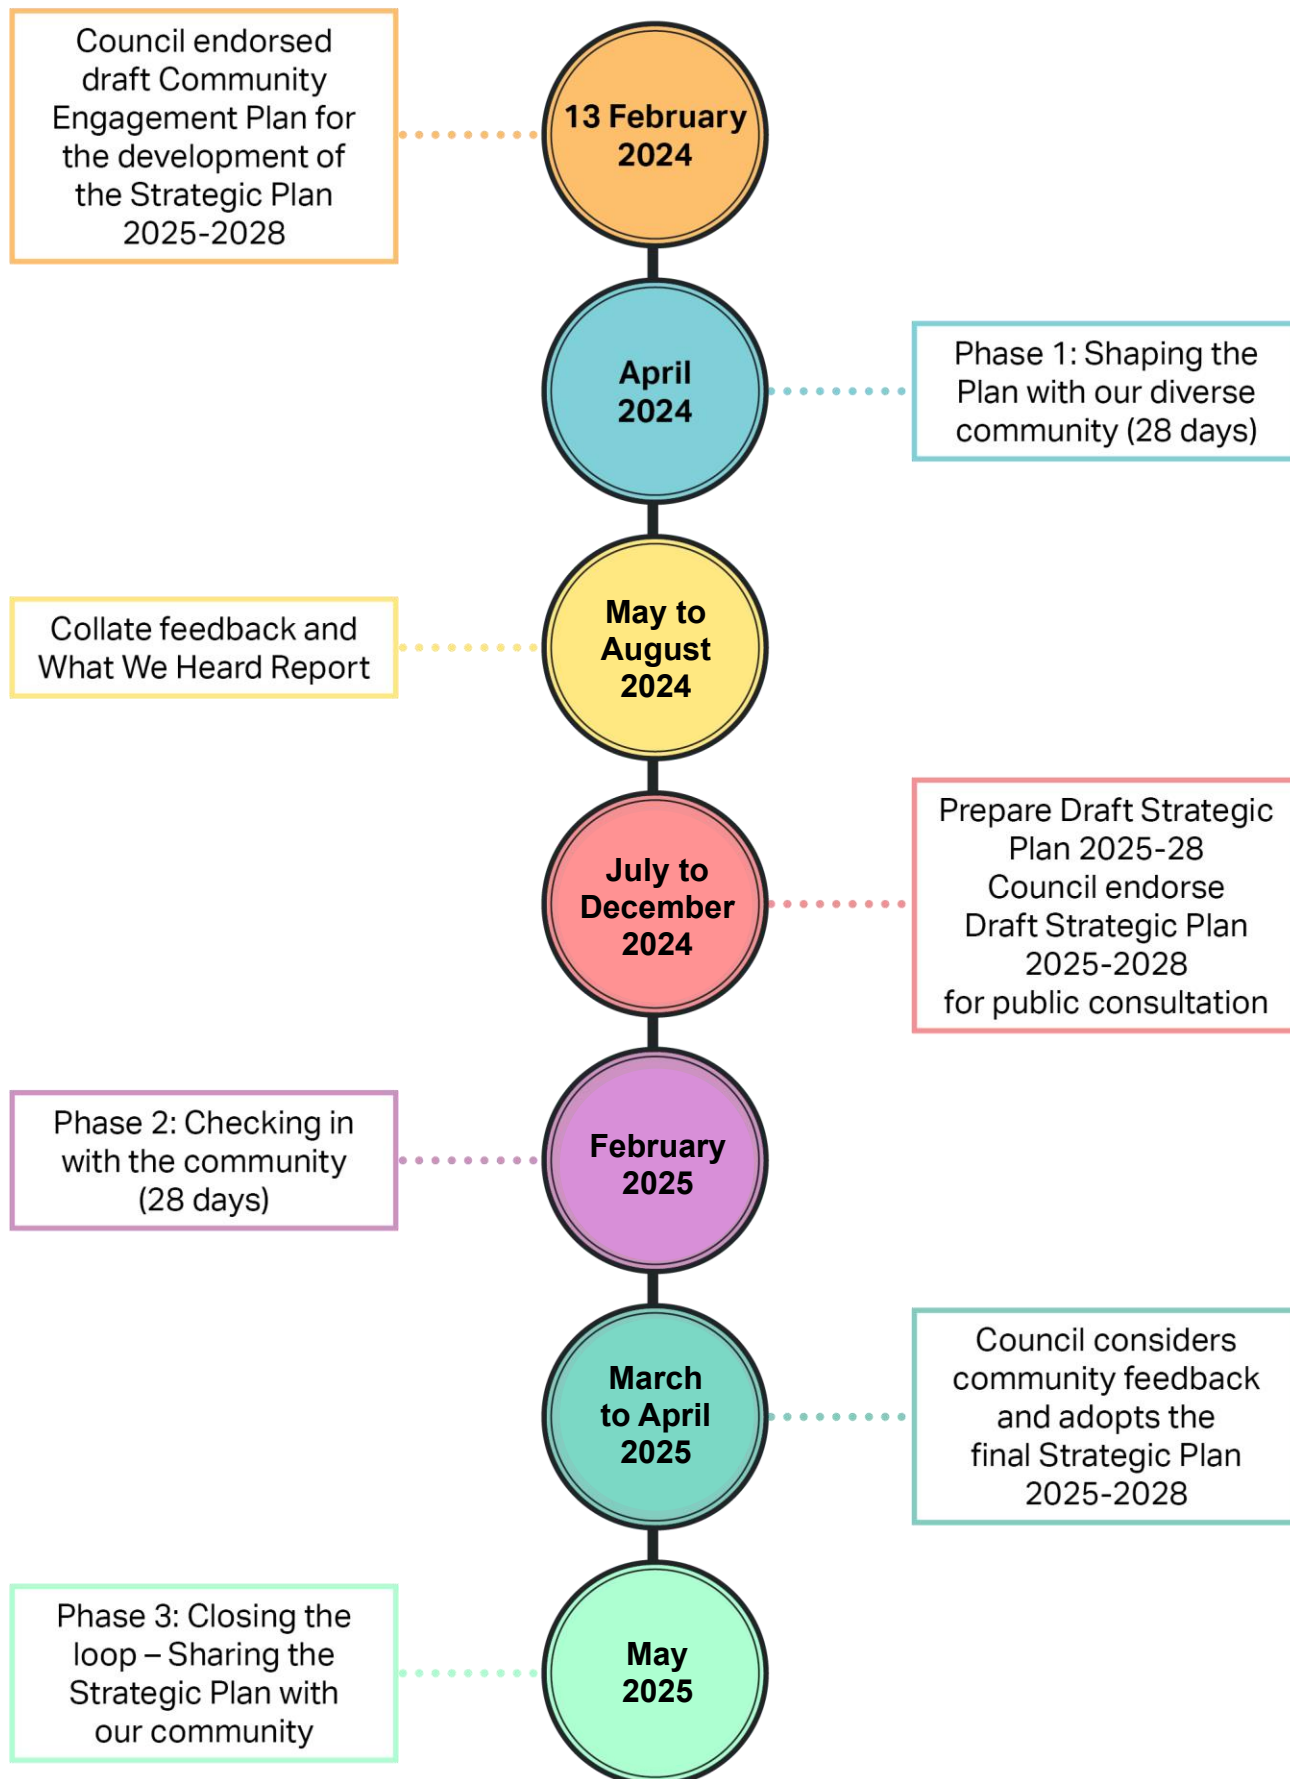 Council endorsed
draft Community
Engagement Plan for
the development of
the Strategic Plan
2025-2028
13 February
2024
April
2024
Phase 1: Shaping the
Plan with our diverse
community (28 days)
Collate feedback and
What We Heard Report
May to
August
2024
July to
December
2024
Prepare Draft Strategic
Plan 2025-28
Council endorse
Draft Strategic Plan
2025-2028
for public consultation
Phase 2: Checking in
with the community
(28 days)
February
2025
March
to April
2025
Council considers
community feedback
and adopts the
final Strategic Plan
2025-2028
Phase 3: Closing the
loop – Sharing the
Strategic Plan with
our community
May
2025